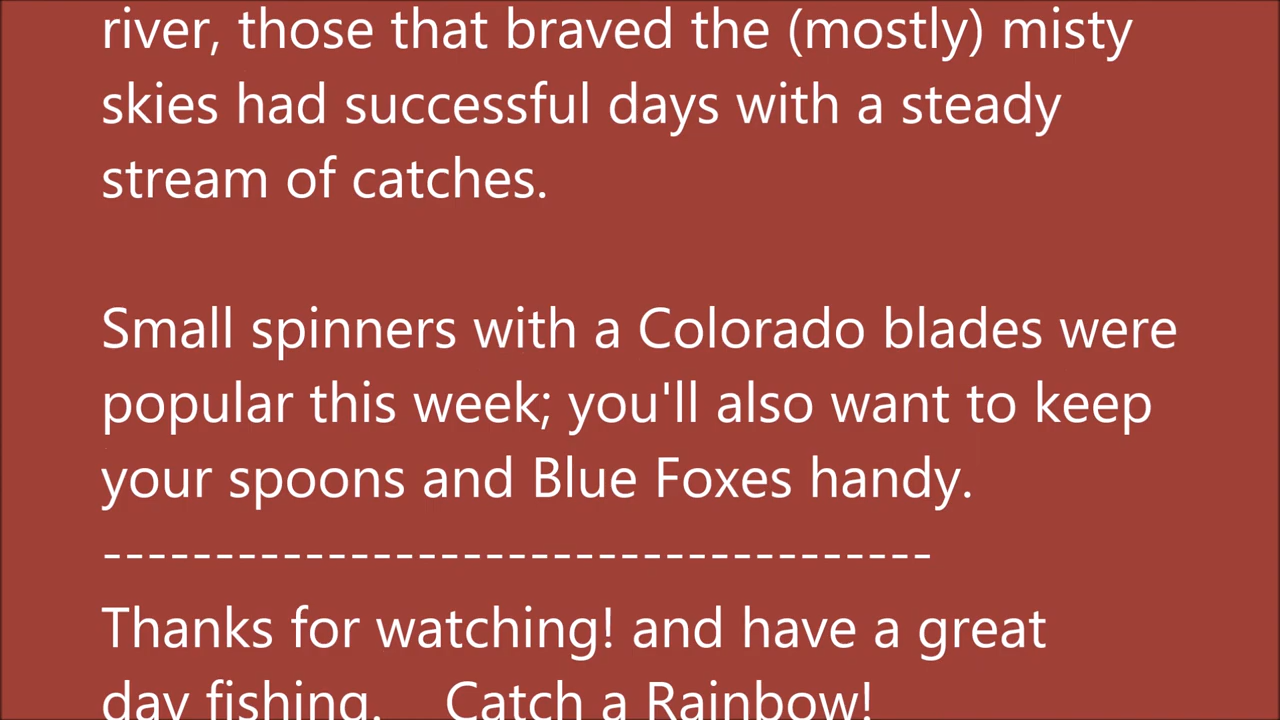 river, those that braved the (mostly) misty
skies had successful days with a steady
stream of catches.
Small spinners with a Colorado blades were
popular this week; you'll also want to keep
your spoons and Blue Foxes handy.
-------------------------------------
Thanks for watching! and have a great
day fishing.    Catch a Rainbow!